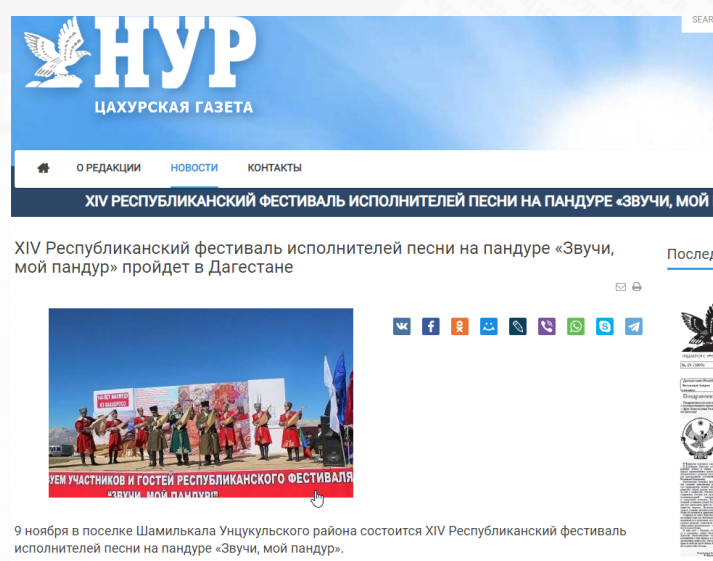 SEAR
НУР
ЦАХУРСКАЯ ГАЗЕТА
О РЕДАКЦИИ
НОВОСТИ
КОНТАКТЫ
XIV РЕСПУБЛИКАНСКИЙ ФЕСТИВАЛЬ ИСПОЛНИТЕЛЕЙ ПЕСНИ НА ПАНДУРЕ «ЗВУЧИ, МОЙ
XIV Республиканский фестиваль исполнителей песни на пандуре «Звучи,
мой пандур» пройдет в Дагестане
Послед
УЕМ УЧАСТНИКОВ И ГОСТЕЙ РЕСПУБЛИКАНСКОГО ФЕСТИВАЛЯ
"ЗВУЧИ, МОЙ ПАНДУР!"
9 ноября в поселке Шамилькала Унцукульского района состоится XIV Республиканский фестиваль
исполнителей песни на пандуре «Звучи, мой пандур».